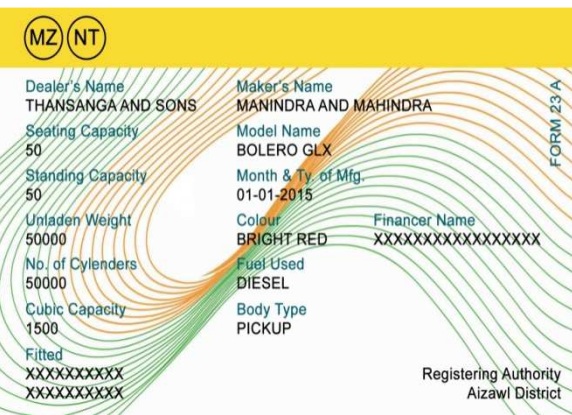 MZ NT
Dealer's Name
THANSANGA AND SONS
Seating Capacity
50
Standing Capacity
50
Unladen Weight
50000
No. of Cylenders
50000
Cubic Capacity
1500
Fitted
XXXXXXXXXX
XXXXXXXXXX
Maker's Name
MANINDRA AND MAHINDRA
Model Name
BOLERO GLX
Month & Ty. of Mfg.
01-01-2015
Colour
BRIGHT RED
Fuel Used
DIESEL
Body Type
PICKUP
Financer Name
XXXXXXXXXXXXXXXXX
FORM 23 A
Registering Authority
Aizawl District